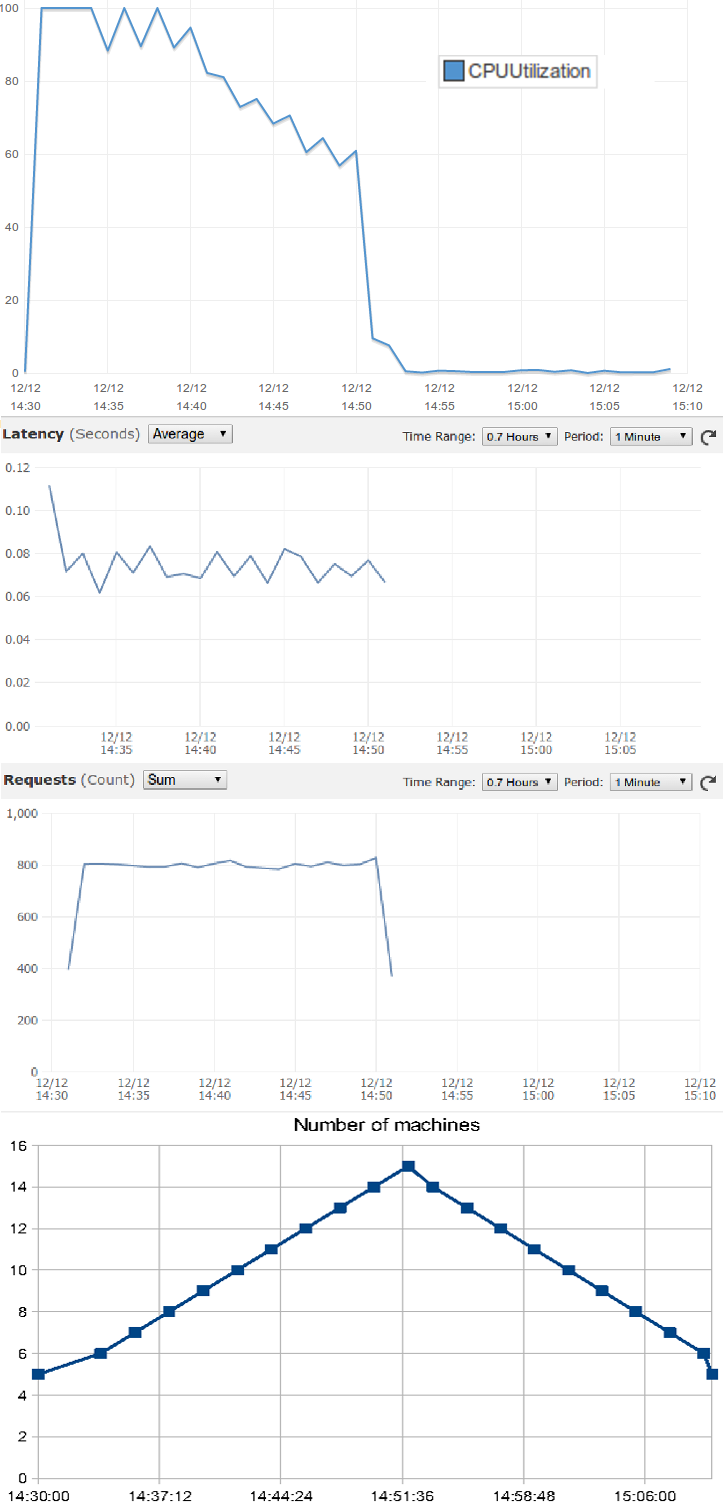 100
CPUUtilization
80
60
40
20
0
12/12 12/12 12/12 12/12 12/12 12/12 12/12 12/12 12/12
14:30 14:35 14:40 14:45 14:50 14:55 15:00 15:05 15:10
Latency (Seconds) Average Time Range: 0.7 Hours Period: 1 Minute
0.12
0.10
0.08
0.06
0.04
0.02
0.00
12/12 12/12 12/12 12/12 12/12 12/12 12/12
14:35 14:40 14:45 14:50 14:55 15:00 15:05
Requests (Count) Sum Time Range: 0.7 Hours Period: 1 Minute
1,000
800
600
400
200
0
12/12 12/12 12/12 12/12 12/12 12/12 12/12 12/12 12/12
14:30 14:35 14:40 14:45 14:50 14:55 15:00 15:05 15:10
Number of machines
16
14
12
10
8
6
4
2
0
14:30:00 14:37:12 14:44:24 14:51:36 14:58:48 15:06:00